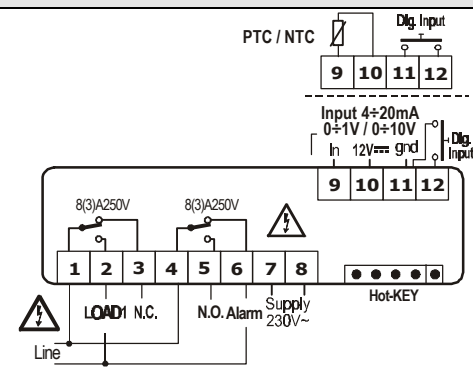 Dig. Input
PTC / NTC
9 10 11 12
Input 4÷20mA
0÷1V / 0÷10V
In 12V gnd
Dig.
Input
9 10 11 12
8(3)A250V 8(3)A250V
1 2 3 4 5 6 7 8
Hot-KEY
LOAD1 N.C. N.O. Alarm Supply
230V~
Line